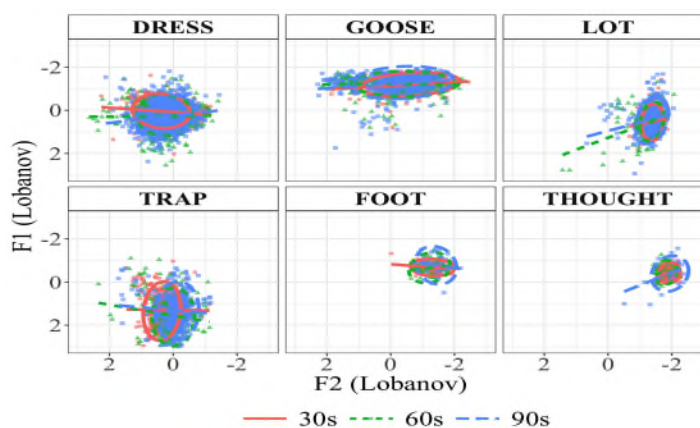 DRESS GOOSE LOT
-2
0
2
TRAP FOOT THOUGHT
-2
0
2
2 0 -2 2 0 -2 2 0 -2
F1 (Lobanov)
F2 (Lobanov)
30s 60s 90s